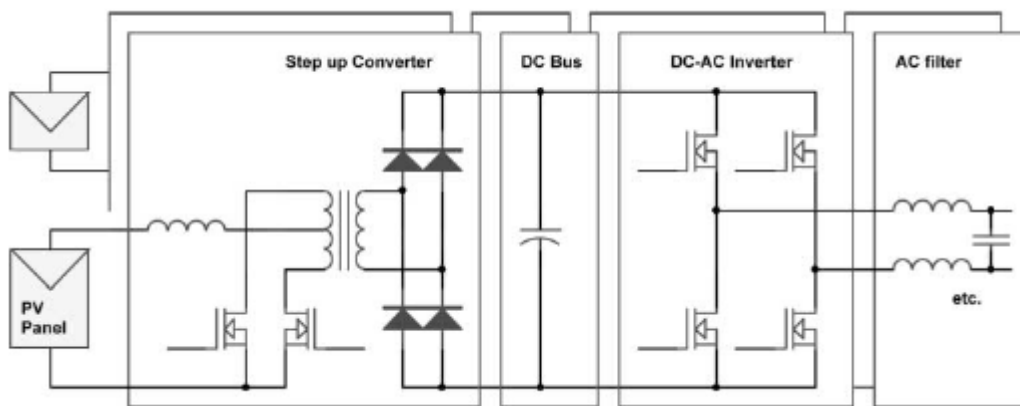 Step up Converter
DC Bus
DC-AC Inverter
AC filter
PV
Panel
etc.